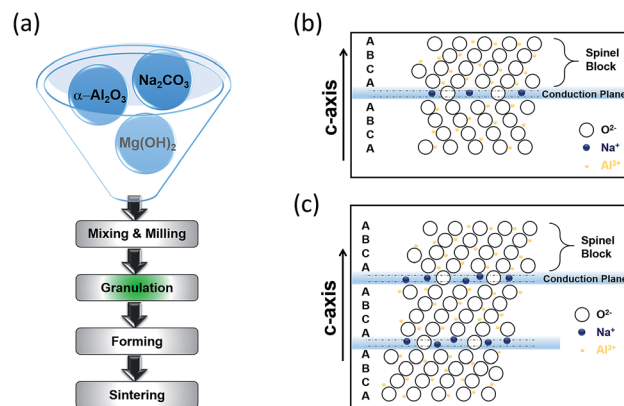 (a)
α–Al₂O₃
Na₂CO₃
Mg(OH)₂
Mixing & Milling
Granulation
Forming
Sintering
(b)
c-axis
A
B
C
A
A
B
C
A
Spinel
Block
Conduction Plane
O²⁻
Na⁺
Al³⁺
(c)
c-axis
A
B
C
A
A
B
C
A
A
B
C
A
Spinel
Block
Conduction Plane
O²⁻
Na⁺
Al³⁺